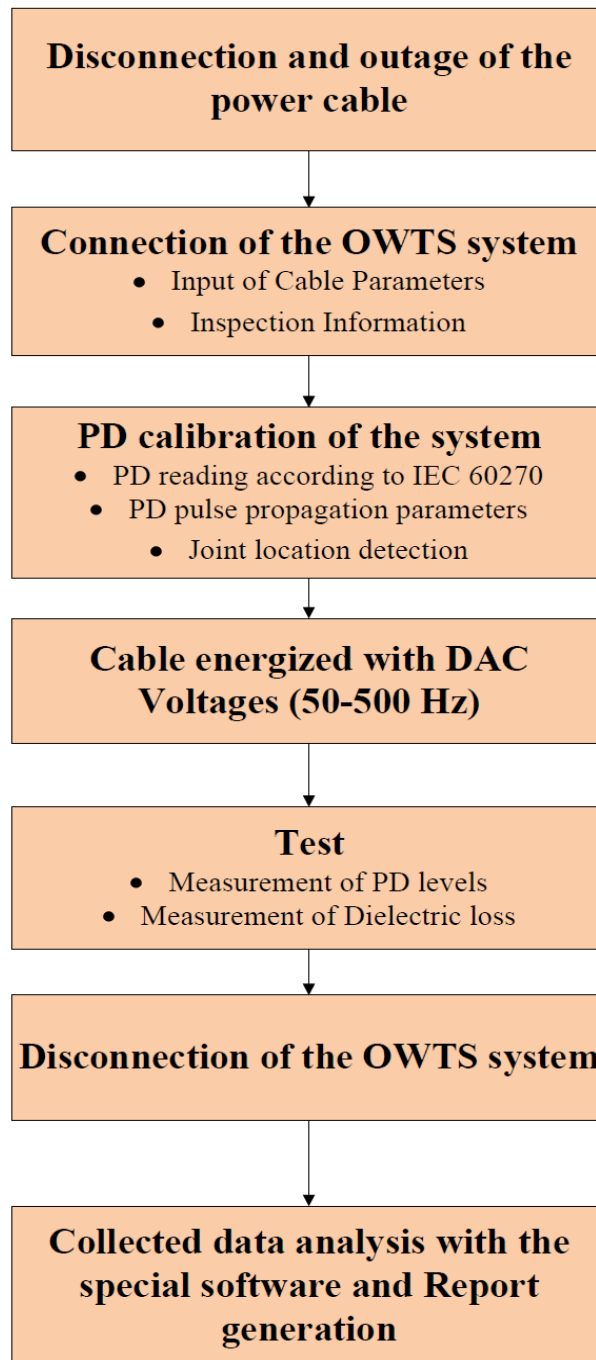 Disconnection and outage of the
power cable
Connection of the OWTS system
• Input of Cable Parameters
• Inspection Information
PD calibration of the system
• PD reading according to IEC 60270
• PD pulse propagation parameters
• Joint location detection
Cable energized with DAC
Voltages (50-500 Hz)
Test
• Measurement of PD levels
• Measurement of Dielectric loss
Disconnection of the OWTS system
Collected data analysis with the
special software and Report
generation